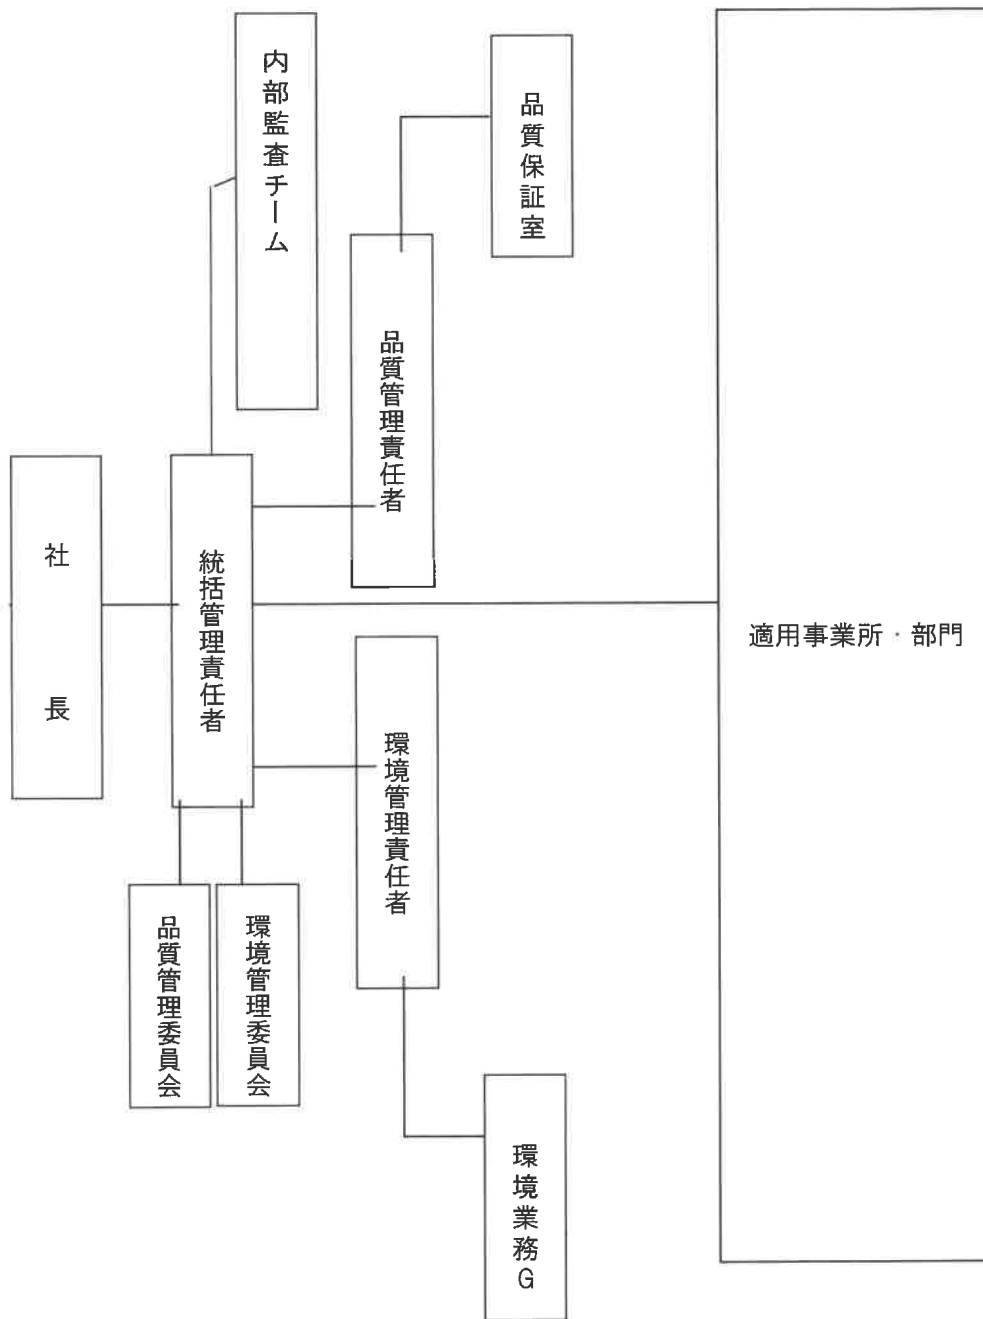 内部監査チーム
品質保証室
品質管理責任者
社長
統括管理責任者
適用事業所・部門
環境管理責任者
品質管理委員会
環境管理委員会
環境業務G